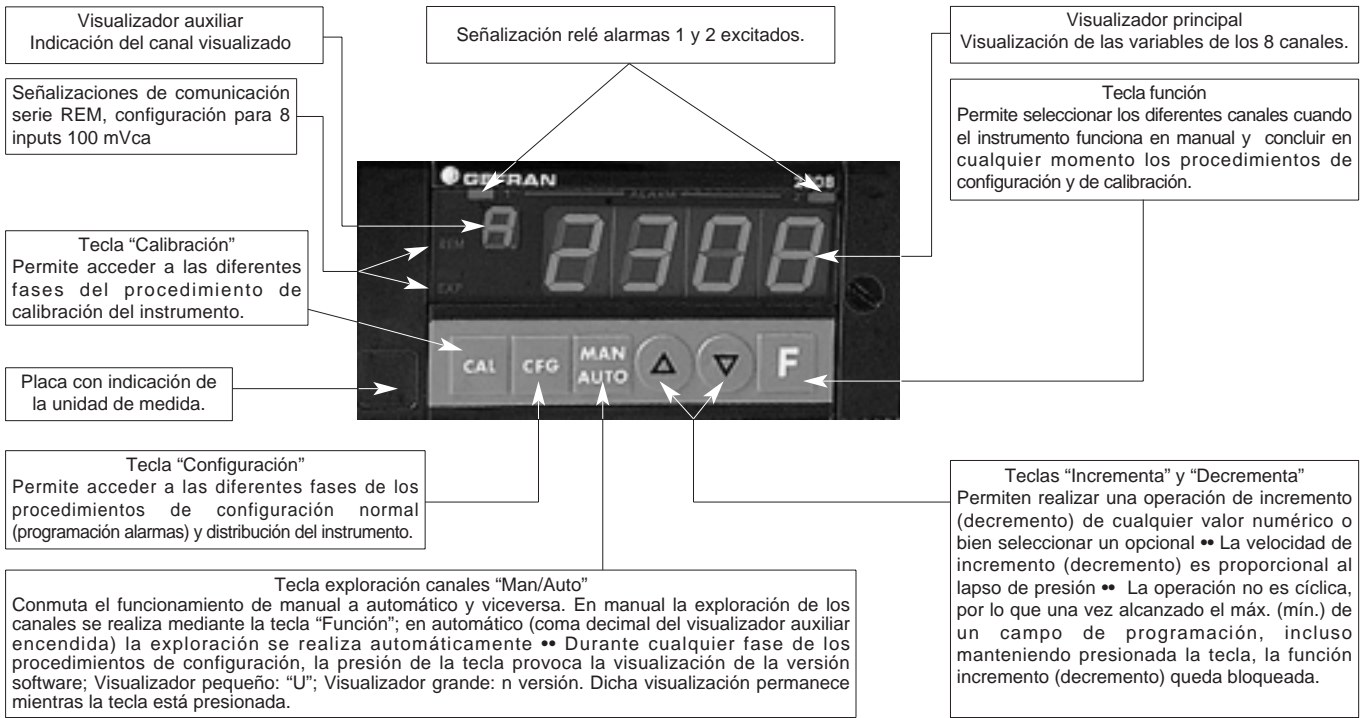 Visualizador auxiliar
Indicación del canal visualizado
Señalización relé alarmas 1 y 2 excitados.
Visualizador principal
Visualización de las variables de los 8 canales.
Señalizaciones de comunicación
serie REM, configuración para 8
inputs 100 mVca
Tecla función
Permite seleccionar los diferentes canales cuando
el instrumento funciona en manual y concluir en
cualquier momento los procedimientos de
configuración y de calibración.
GEFRAN
2308
1 ALARM 2
REM
EXP
2308
Tecla “Calibración”
Permite acceder a las diferentes
fases del procedimiento de
calibración del instrumento.
CAL CFG MAN AUTO F
Placa con indicación de
la unidad de medida.
Tecla “Configuración”
Permite acceder a las diferentes fases de los
procedimientos de configuración normal
(programación alarmas) y distribución del instrumento.
Teclas “Incrementa” y “Decrementa”
Permiten realizar una operación de incremento
(decremento) de cualquier valor numérico o
bien seleccionar un opcional •• La velocidad de
incremento (decremento) es proporcional al
lapso de presión •• La operación no es cíclica,
por lo que una vez alcanzado el máx. (mín.) de
un campo de programación, incluso
manteniendo presionada la tecla, la función
incremento (decremento) queda bloqueada.
Tecla exploración canales “Man/Auto”
Conmuta el funcionamiento de manual a automático y viceversa. En manual la exploración de los
canales se realiza mediante la tecla “Función”; en automático (coma decimal del visualizador auxiliar
encendida) la exploración se realiza automáticamente •• Durante cualquier fase de los
procedimientos de configuración, la presión de la tecla provoca la visualización de la versión
software; Visualizador pequeño: “U”; Visualizador grande: n versión. Dicha visualización permanece
mientras la tecla está presionada.